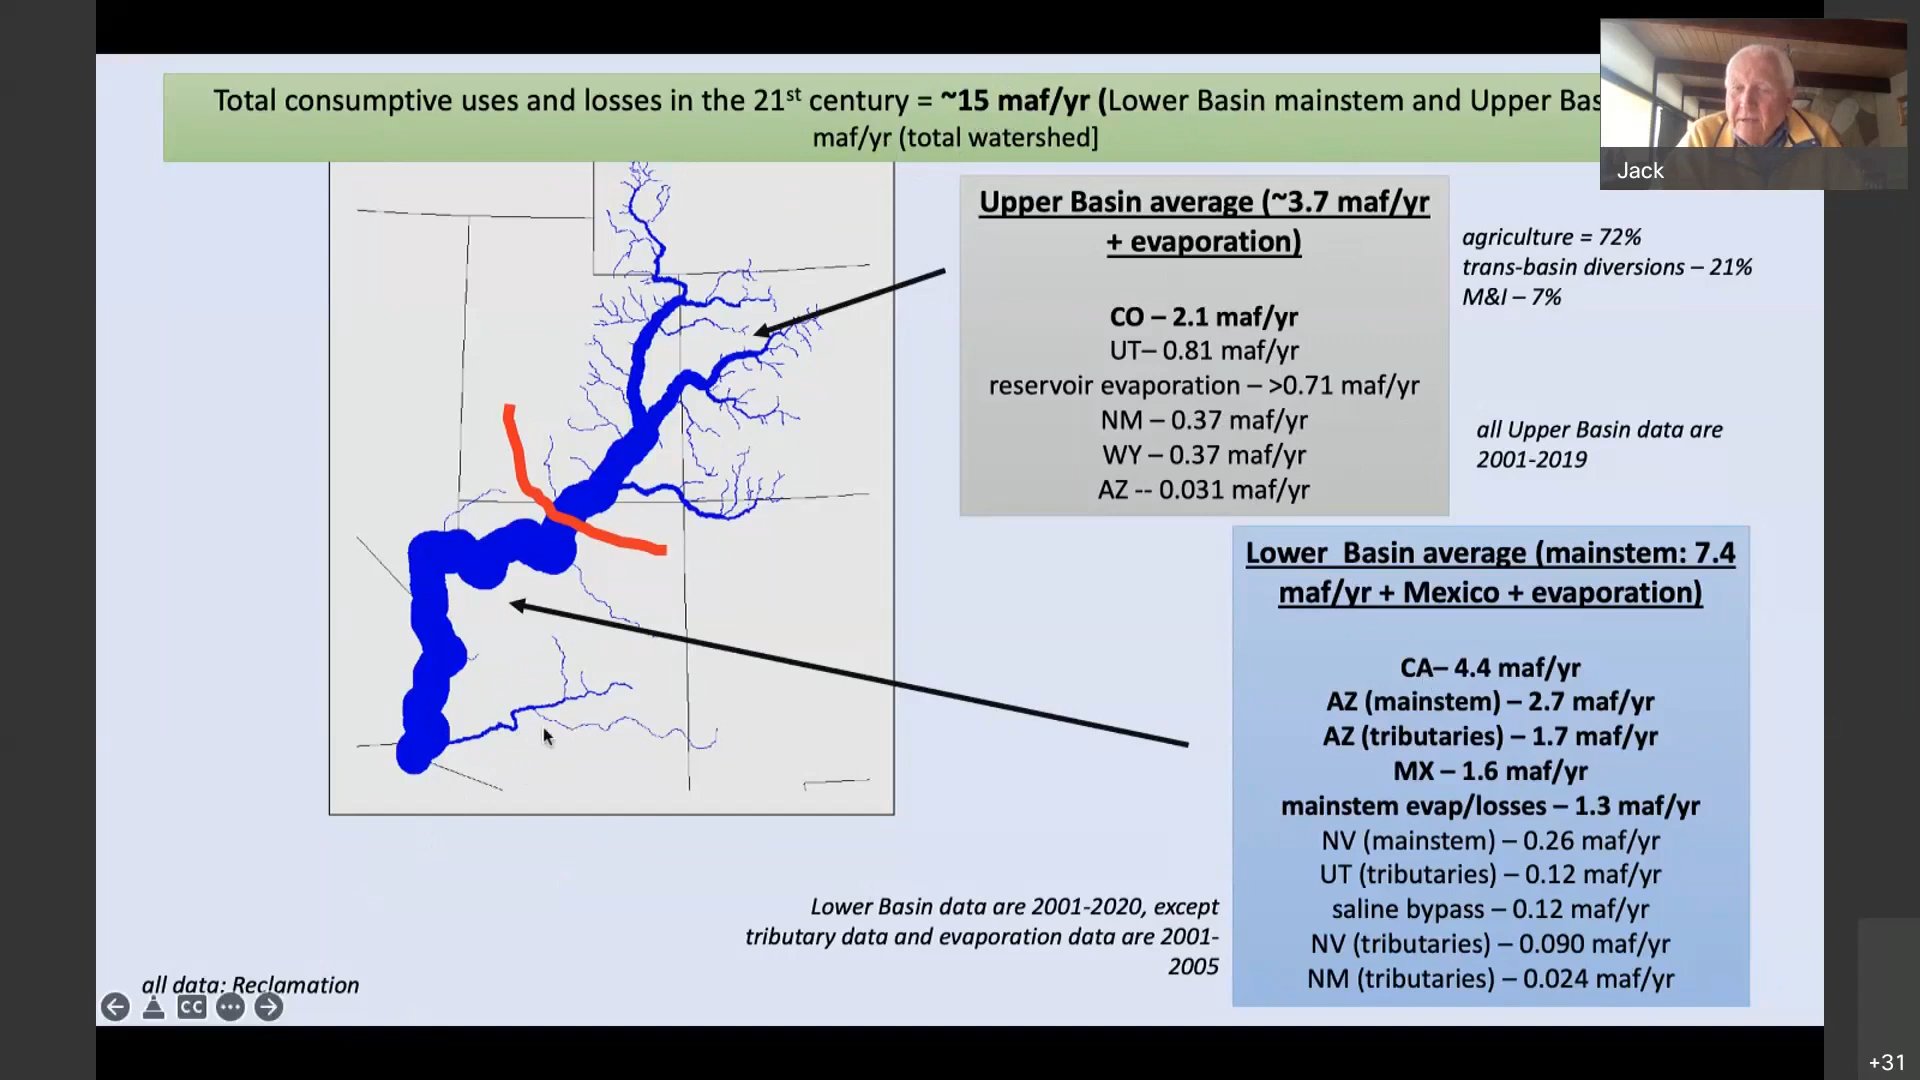 Total consumptive uses and losses in the 21st century = ~15 maf/yr (Lower Basin mainstem and Upper
maf/yr (total watershed]
Jack
Upper Basin average (~3.7 maf/yr
+ evaporation)
CO – 2.1 maf/yr
UT– 0.81 maf/yr
reservoir evaporation – >0.71 maf/yr
NM – 0.37 maf/yr
WY – 0.37 maf/yr
AZ -- 0.031 maf/yr
agriculture = 72%
trans-basin diversions – 21%
M&I – 7%
all Upper Basin data are
2001-2019
Lower Basin average (mainstem: 7.4
maf/yr + Mexico + evaporation)
CA– 4.4 maf/yr
AZ (mainstem) – 2.7 maf/yr
AZ (tributaries) – 1.7 maf/yr
MX – 1.6 maf/yr
mainstem evap/losses – 1.3 maf/yr
NV (mainstem) – 0.26 maf/yr
UT (tributaries) – 0.12 maf/yr
saline bypass – 0.12 maf/yr
NV (tributaries) – 0.090 maf/yr
NM (tributaries) – 0.024 maf/yr
Lower Basin data are 2001-2020, except
tributary data and evaporation data are 2001-
2005
all data: Reclamation
CC
+31